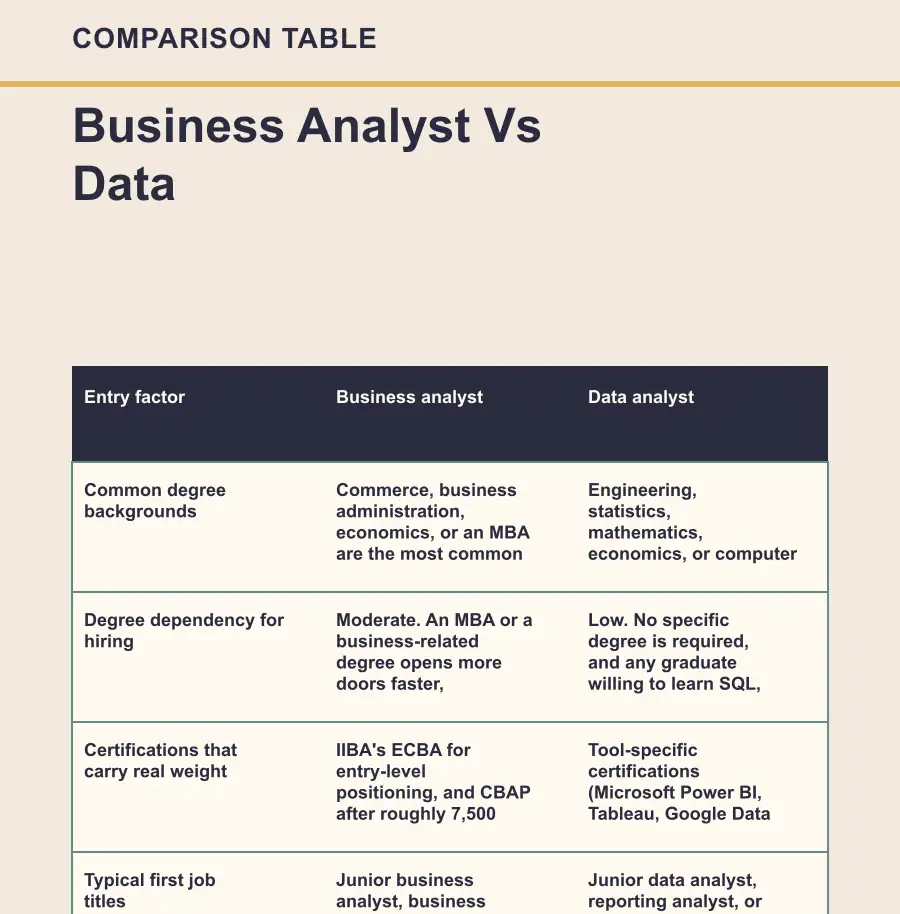 COMPARISON TABLE
Business Analyst Vs
Data
Entry factor
Business analyst
Data analyst
Common degree
backgrounds
Commerce, business
administration,
economics, or an MBA
are the most common
Engineering,
statistics,
mathematics,
economics, or computer
Degree dependency for
hiring
Moderate. An MBA or a
business-related
degree opens more
doors faster,
Low. No specific
degree is required,
and any graduate
willing to learn SQL,
Certifications that
carry real weight
IIBA's ECBA for
entry-level
positioning, and CBAP
after roughly 7,500
Tool-specific
certifications
(Microsoft Power BI,
Tableau, Google Data
Typical first job
titles
Junior business
analyst, business
Junior data analyst,
reporting analyst, or